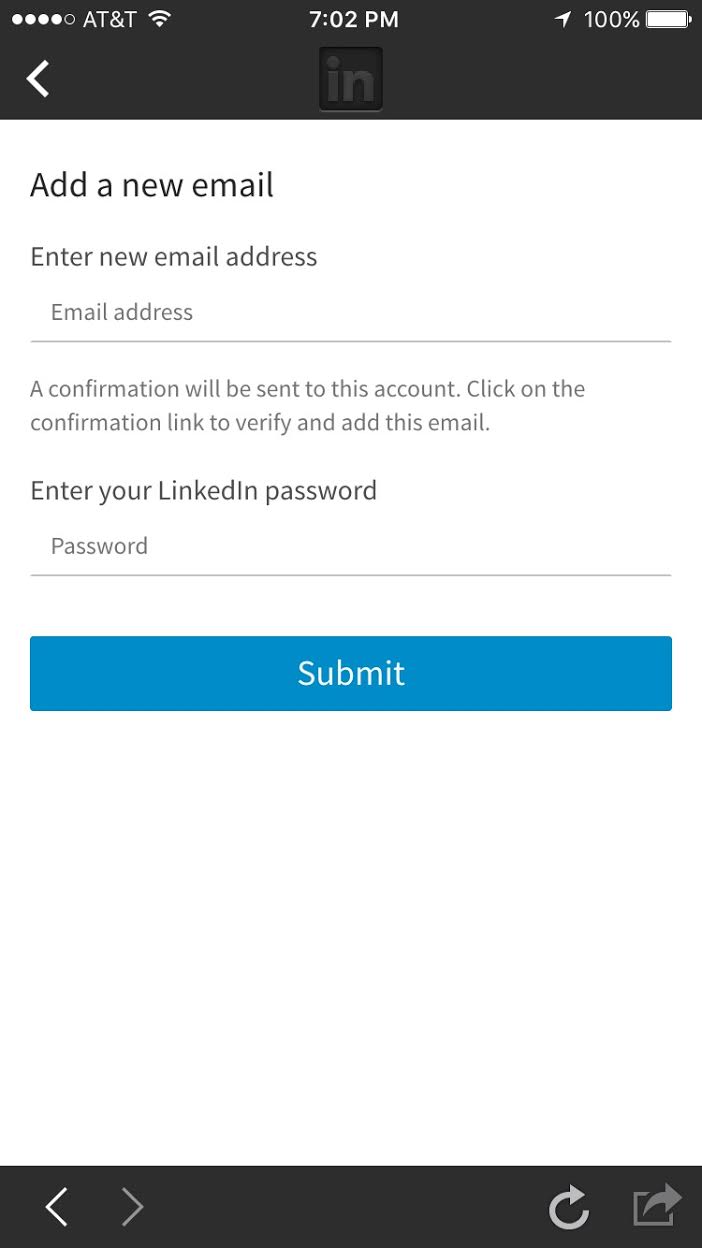 AT&T 7:02 PM 100%
in
Add a new email
Enter new email address
Email address
A confirmation will be sent to this account. Click on the
confirmation link to verify and add this email.
Enter your LinkedIn password
Password
Submit